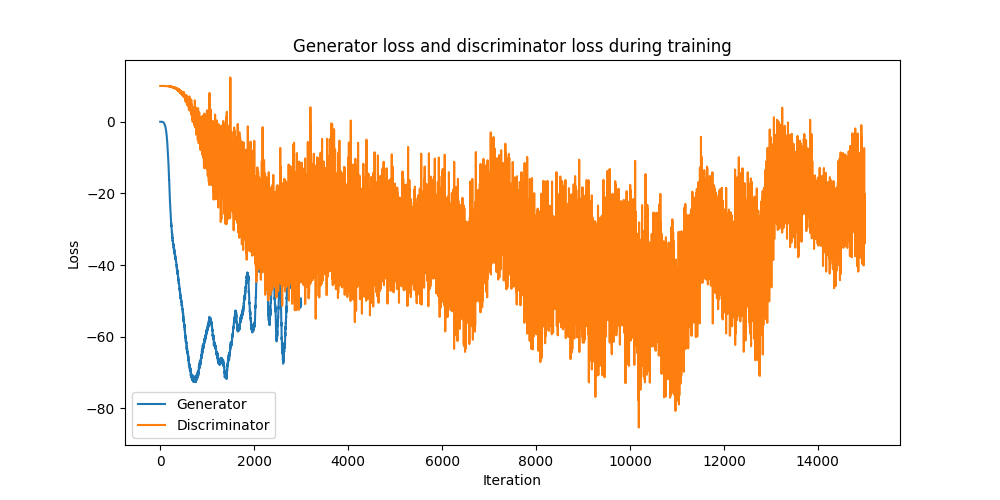 Generator loss and discriminator loss during training
Loss
0
−20
−40
−60
−80
Generator
Discriminator
0 2000 4000 6000 8000 10000 12000 14000
Iteration